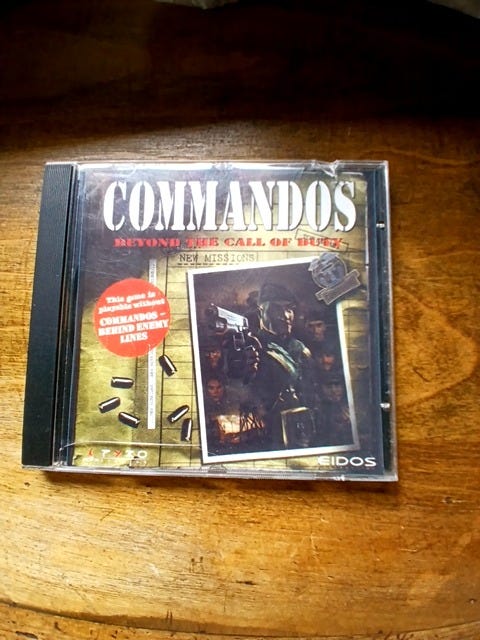 COMMANDOS
BEYOND THE CALL OF DUTY
NEW MISSIONS!
This game is
playable without
COMMANDOS –
BEHIND ENEMY
LINES
EIDOS